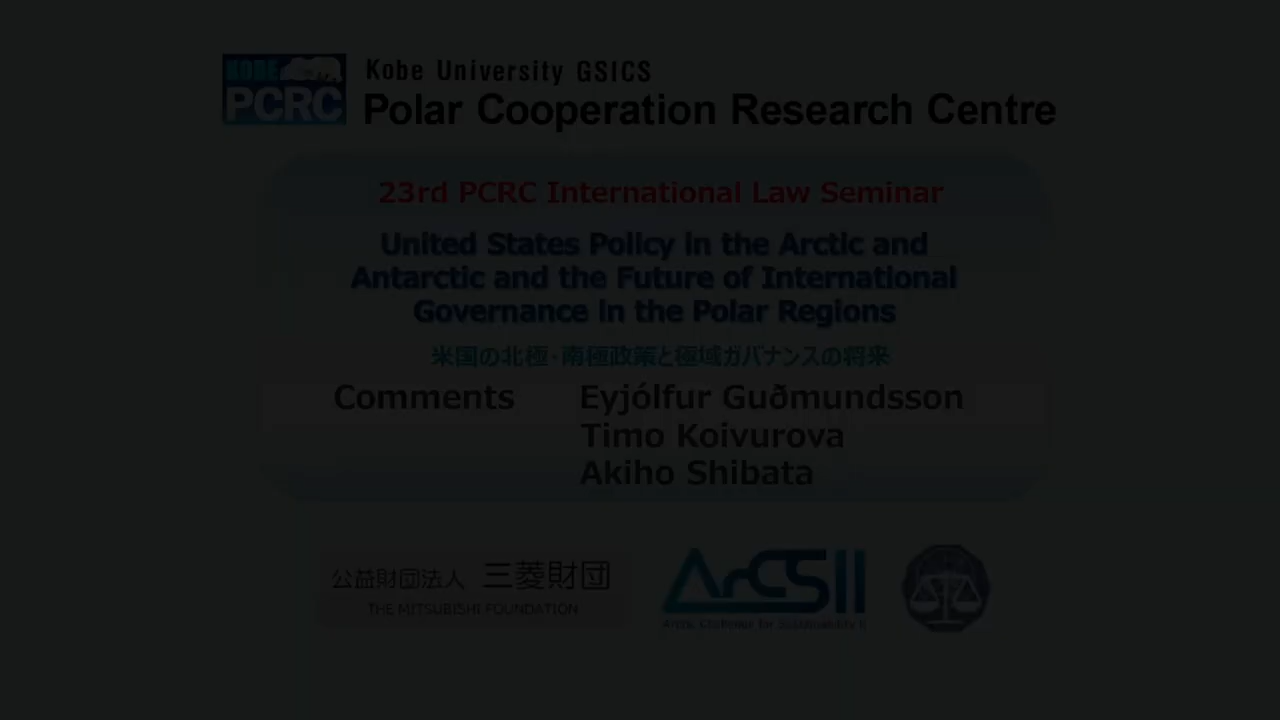 KOBE
PCRC
Kobe University GSICS
Polar Cooperation Research Centre
23rd PCRC International Law Seminar
United States Policy in the Arctic and
Antarctic and the Future of International
Governance in the Polar Regions
米国の北極・南極政策と極域ガバナンスの将来
Comments Eyjólfur Guðmundsson
Timo Koivurova
Akiho Shibata
公益財団法人 三菱財団
THE MITSUBISHI FOUNDATION
ArCS II
Arctic Challenge for Sustainability II